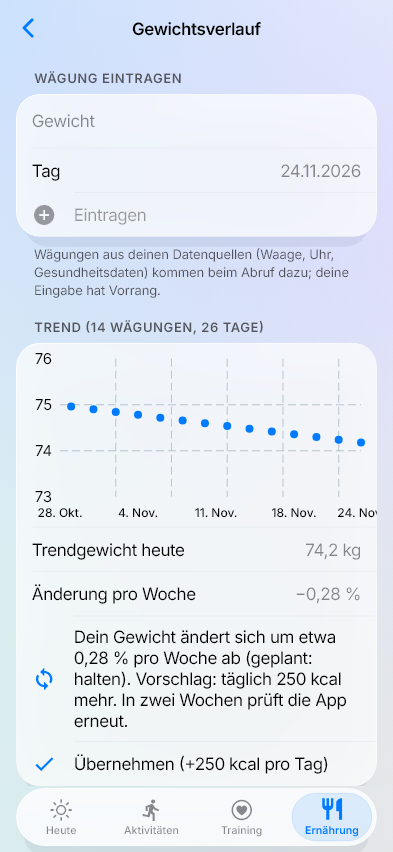 Gewichtsverlauf
WÄGUNG EINTRAGEN
Gewicht
Tag 24.11.2026
Eintragen
Wägungen aus deinen Datenquellen (Waage, Uhr,
Gesundheitsdaten) kommen beim Abruf dazu; deine
Eingabe hat Vorrang.
TREND (14 WÄGUNGEN, 26 TAGE)
76
75
74
73
28. Okt. 4. Nov. 11. Nov. 18. Nov. 24. Nov
Trendgewicht heute 74,2 kg
Änderung pro Woche −0,28 %
Dein Gewicht ändert sich um etwa
0,28 % pro Woche ab (geplant:
halten). Vorschlag: täglich 250 kcal
mehr. In zwei Wochen prüft die App
erneut.
Übernehmen (+250 kcal pro Tag)
Heute Aktivitäten Training Ernährung